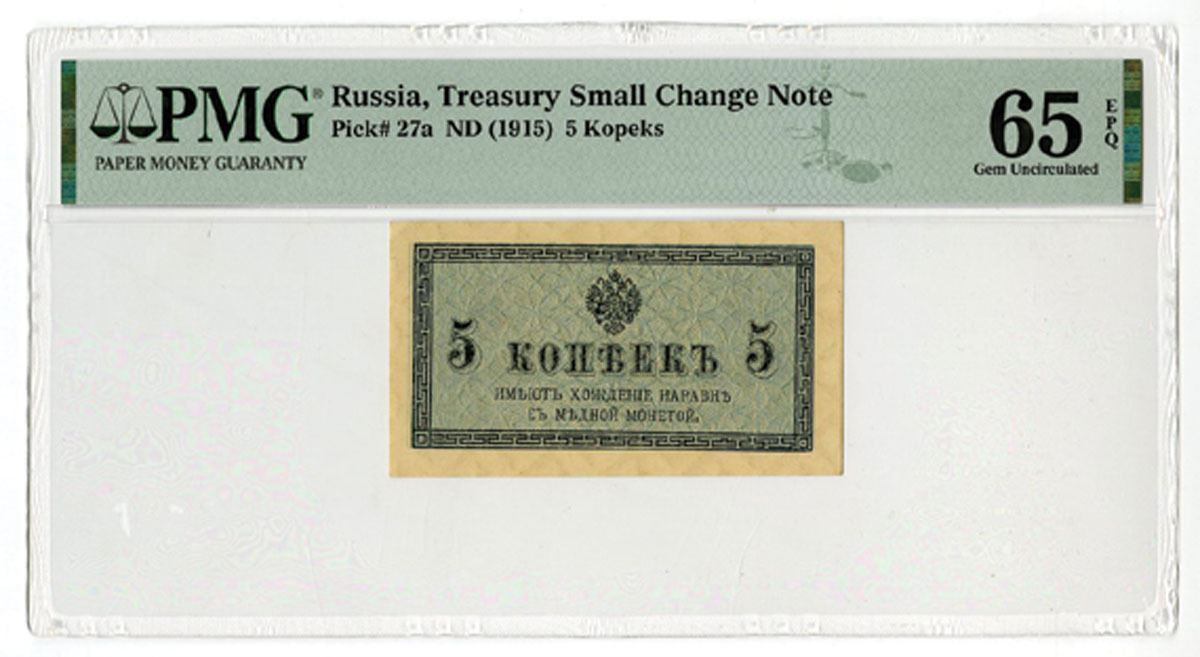 PMG®
PAPER MONEY GUARANTY
Russia, Treasury Small Change Note
Pick# 27a ND (1915) 5 Kopeks
65 EPQ
Gem Uncirculated
5 КОПѢЕКЪ 5
ИМѢЮТЪ ХОЖДЕНІЕ НАРАВНѢ
СЪ МѢДНОЙ МОНЕТОЙ.